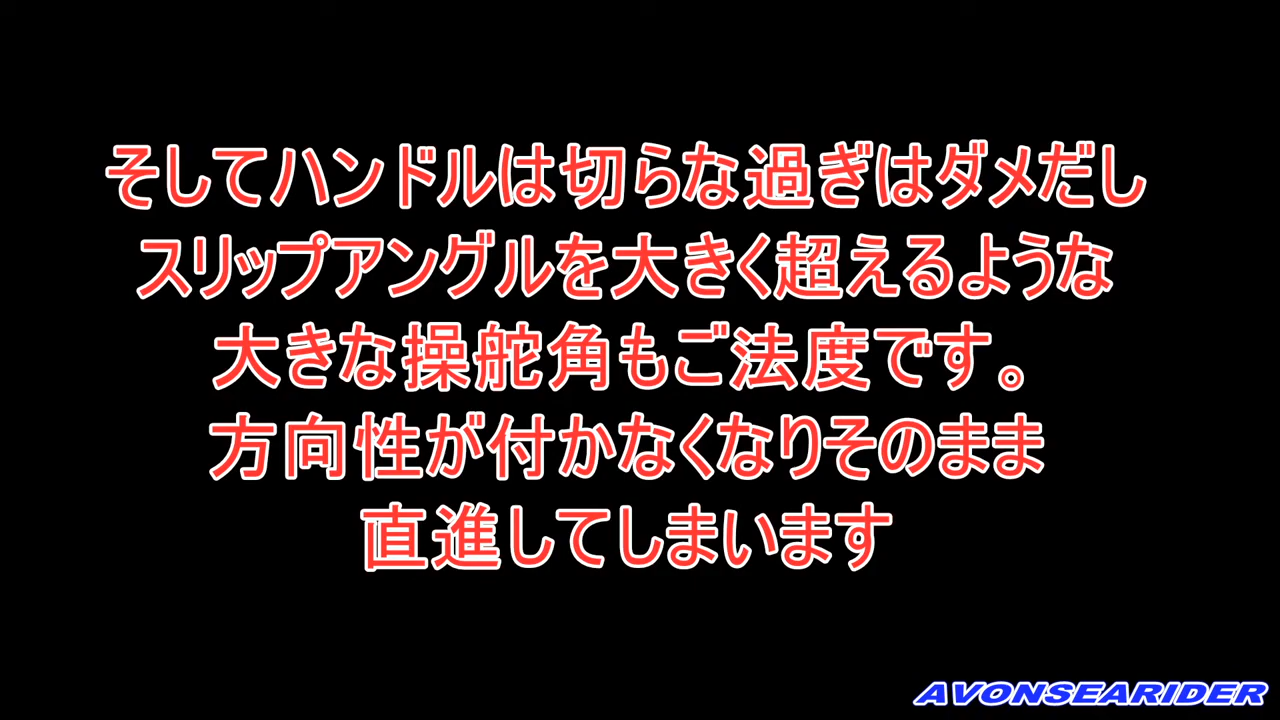 そしてハンドルは切らな過ぎはダメだし
スリップアングルを大きく超えるような
大きな操舵角もご法度です。
方向性が付かなくなりそのまま
直進してしまいます
AVONSEARIDER